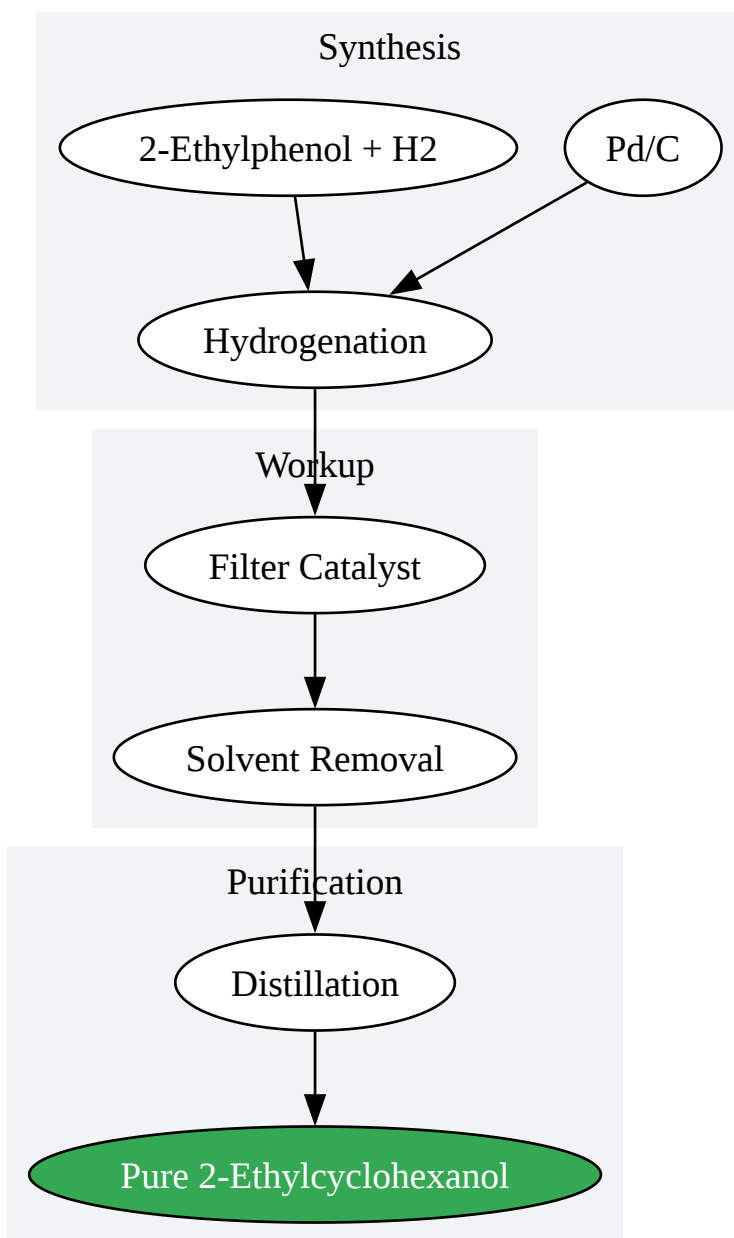 Synthesis
2-Ethylphenol + H2
Pd/C
Hydrogenation
Workup
Filter Catalyst
Solvent Removal
Purification
Distillation
Pure 2-Ethylcyclohexanol